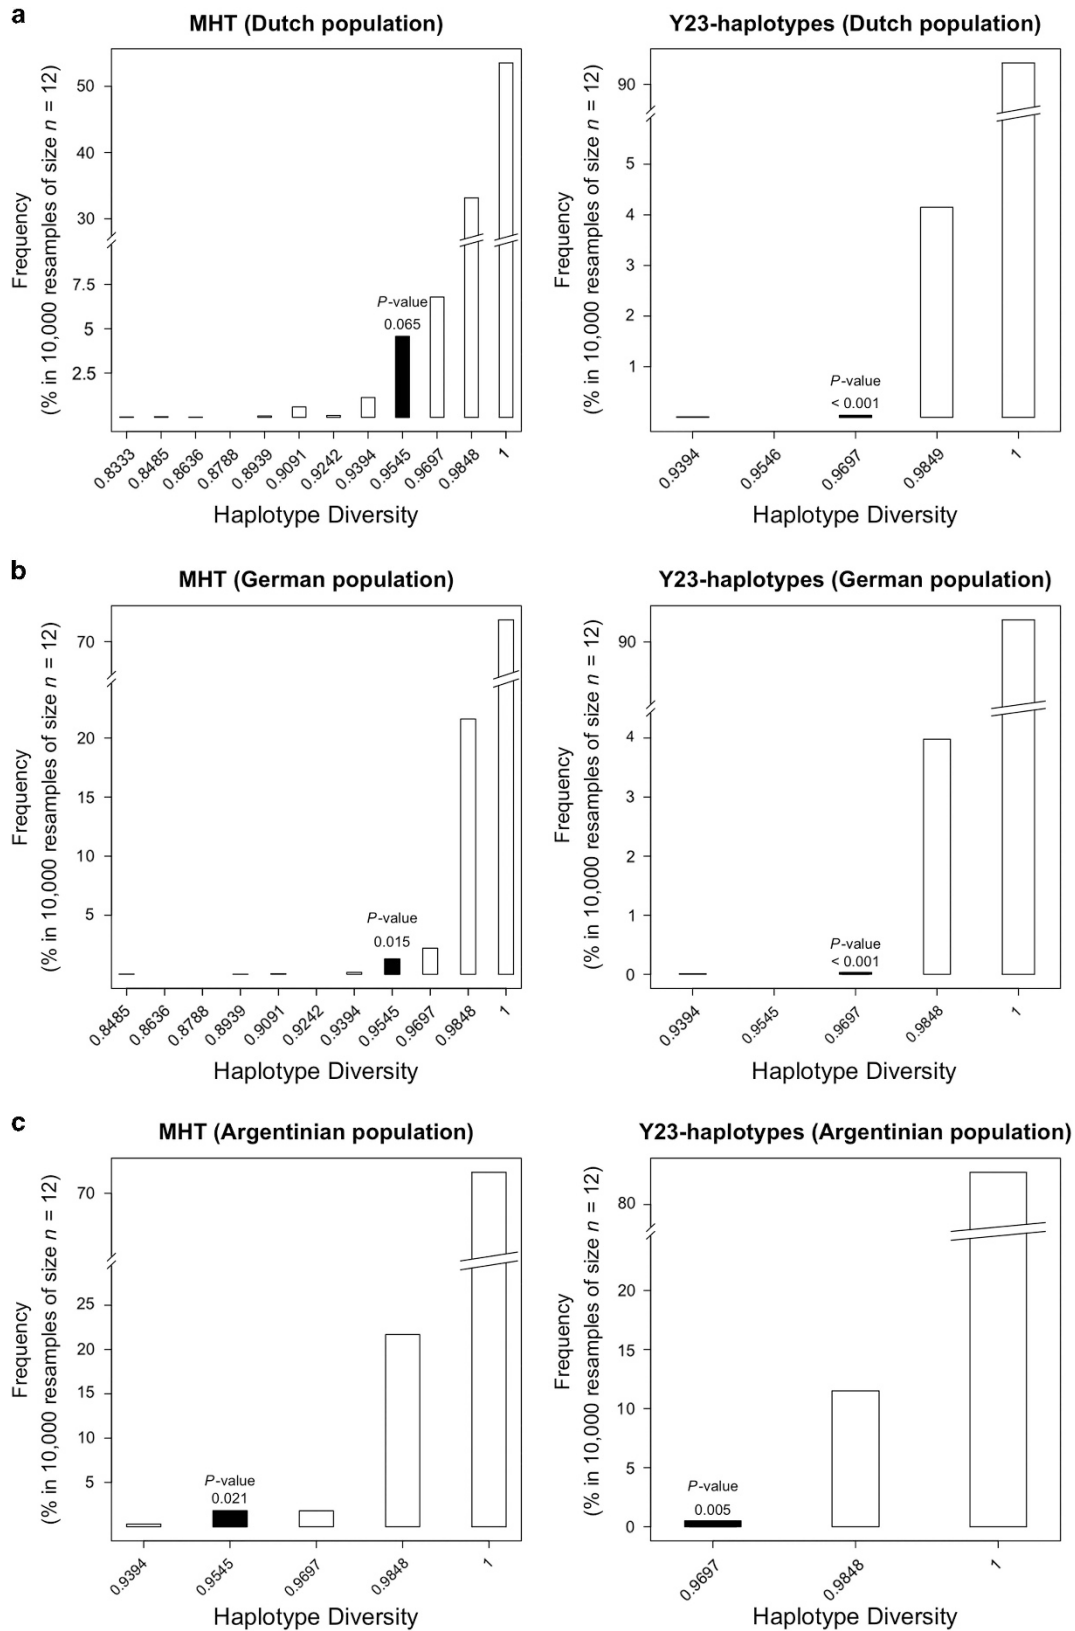 a
MHT (Dutch population)
Frequency
(% in 10,000 resamples of size n = 12)
50
40
30
7.5
5
2.5
P-value
0.065
0.8333
0.8485
0.8636
0.8788
0.8939
0.9091
0.9242
0.9394
0.9545
0.9697
0.9848
1
Haplotype Diversity
Y23-haplotypes (Dutch population)
Frequency
(% in 10,000 resamples of size n = 12)
90
5
4
3
2
1
P-value
< 0.001
0.9394
0.9546
0.9697
0.9849
1
Haplotype Diversity
b
MHT (German population)
Frequency
(% in 10,000 resamples of size n = 12)
70
20
15
10
5
P-value
0.015
0.8485
0.8636
0.8788
0.8939
0.9091
0.9242
0.9394
0.9545
0.9697
0.9848
1
Haplotype Diversity
Y23-haplotypes (German population)
Frequency
(% in 10,000 resamples of size n = 12)
90
4
3
2
1
0
P-value
< 0.001
0.9394
0.9545
0.9697
0.9848
1
Haplotype Diversity
c
MHT (Argentinian population)
Frequency
(% in 10,000 resamples of size n = 12)
70
25
20
15
10
5
P-value
0.021
0.9394
0.9545
0.9697
0.9848
1
Haplotype Diversity
Y23-haplotypes (Argentinian population)
Frequency
(% in 10,000 resamples of size n = 12)
80
20
15
10
5
0
P-value
0.005
0.9697
0.9848
1
Haplotype Diversity